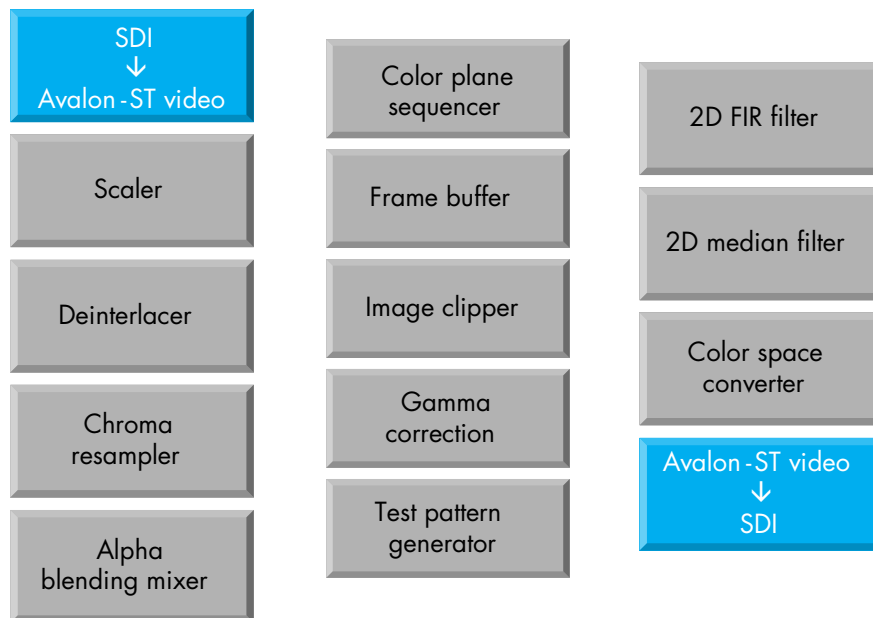 SDI
↓
Avalon-ST video
Scaler
Deinterlacer
Chroma
resampler
Alpha
blending mixer
Color plane
sequencer
Frame buffer
Image clipper
Gamma
correction
Test pattern
generator
2D FIR filter
2D median filter
Color space
converter
Avalon-ST video
↓
SDI